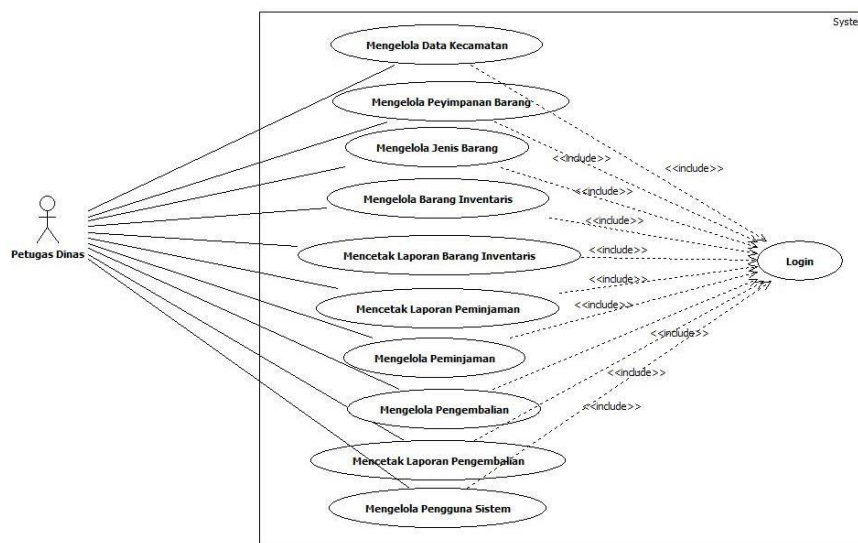 Syste
Mengelola Data Kecamatan
Mengelola Peyimpanan Barang
Mengelola Jenis Barang
<<include>>
<<include>>
<<include>>
Mengelola Barang Inventaris
<<include>>
Petugas Dinas
Mencetak Laporan Barang Inventaris
<<include>>
Login
<<include>>
Mencetak Laporan Peminjaman
<<include>>
Mengelola Peminjaman
<<include>>
<<include>>
Mengelola Pengembalian
<<include>>
Mencetak Laporan Pengembalian
Mengelola Pengguna Sistem